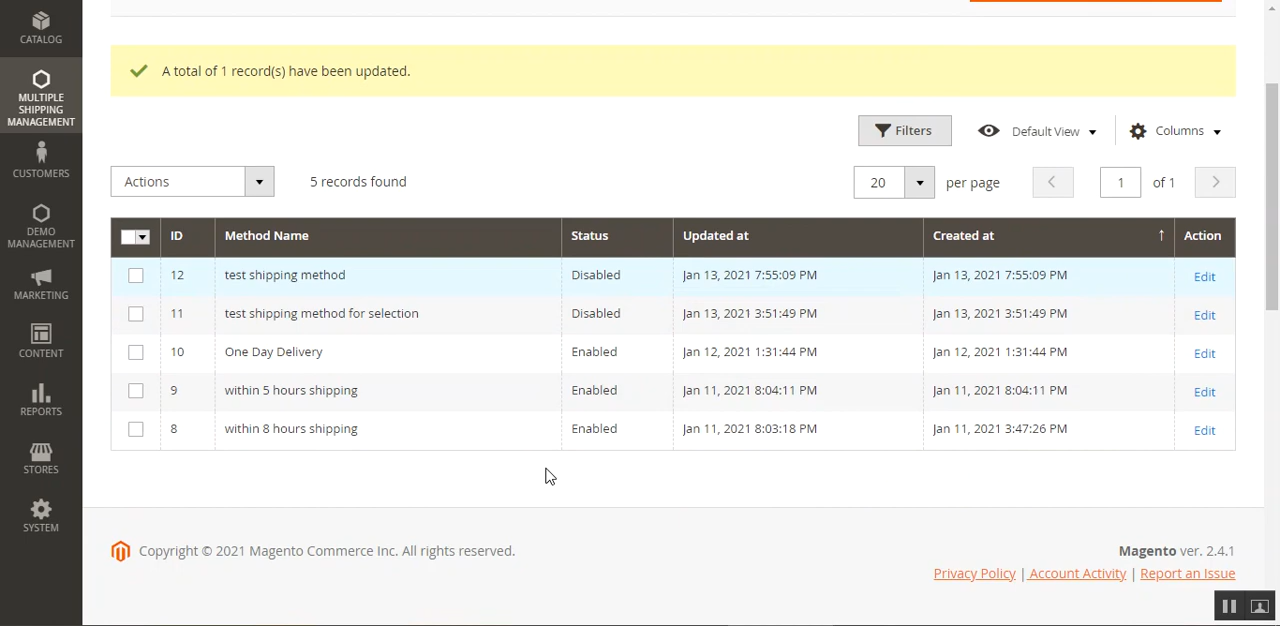 CATALOG
MULTIPLE
SHIPPING
MANAGEMENT
CUSTOMERS
DEMO
MANAGEMENT
MARKETING
CONTENT
REPORTS
STORES
SYSTEM
A total of 1 record(s) have been updated.
Filters Default View Columns
Actions 5 records found 20 per page 1 of 1
ID Method Name Status Updated at Created at ↑ Action
12 test shipping method Disabled Jan 13, 2021 7:55:09 PM Jan 13, 2021 7:55:09 PM Edit
11 test shipping method for selection Disabled Jan 13, 2021 3:51:49 PM Jan 13, 2021 3:51:49 PM Edit
10 One Day Delivery Enabled Jan 12, 2021 1:31:44 PM Jan 12, 2021 1:31:44 PM Edit
9 within 5 hours shipping Enabled Jan 11, 2021 8:04:11 PM Jan 11, 2021 8:04:11 PM Edit
8 within 8 hours shipping Enabled Jan 11, 2021 8:03:18 PM Jan 11, 2021 3:47:26 PM Edit
Copyright © 2021 Magento Commerce Inc. All rights reserved. Magento ver. 2.4.1
Privacy Policy | Account Activity | Report an Issue